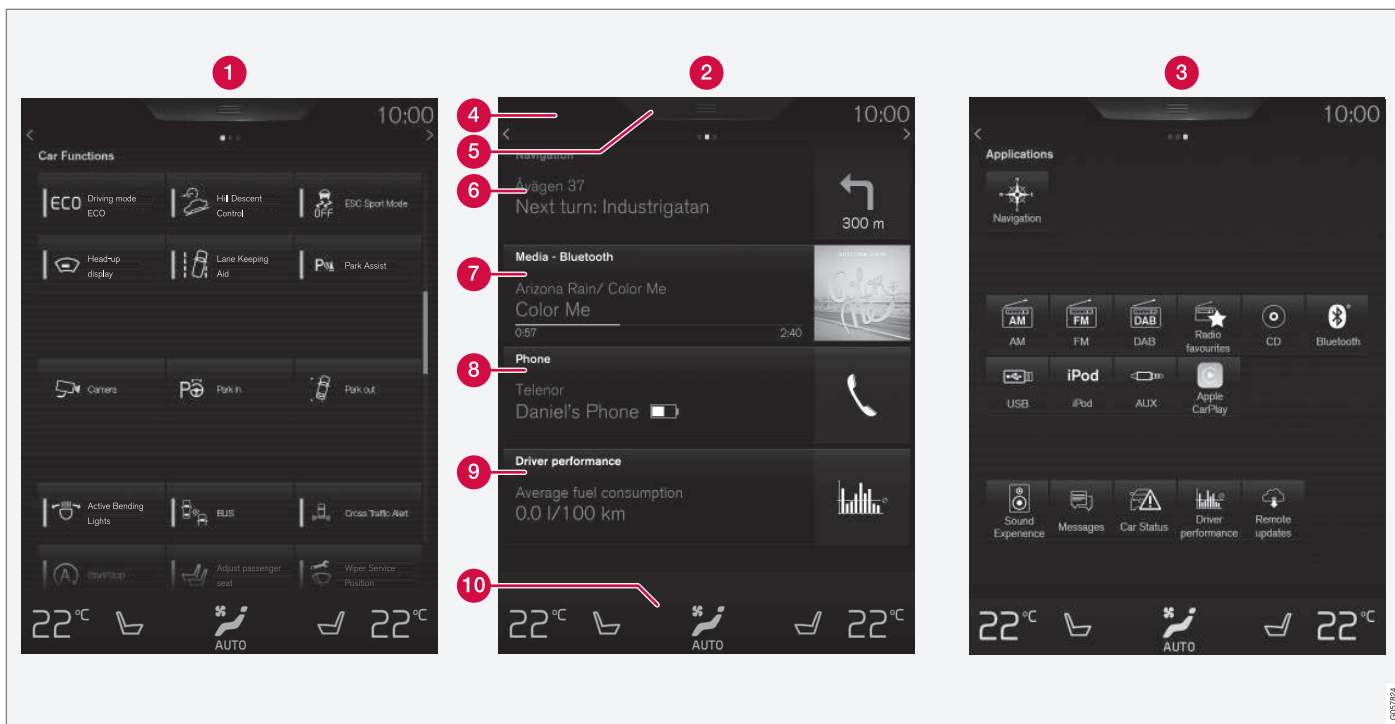 1
2
3
10:00
Car Functions
ECO
Driving mode
ECO
Hill Descent
Control
OFF
ESC Sport Mode
Head-up
display
Lane Keeping
Aid
Park Assist
Camera
Park in
Park out
Active Bending
Lights
BLIS
Cross Traffic Alert
Start/Stop
Adjust passenger
seat
Wiper Service
Position
22°C
AUTO
22°C
4
5
6
7
8
9
10
10:00
Navigation
Åvägen 37
Next turn: Industrigatan
300 m
Media - Bluetooth
Arizona Rain/ Color Me
Color Me
0:57
2:40
ARIZONA RAIN
Color Me
Phone
Telenor
Daniel's Phone
Driver performance
Average fuel consumption
0.0 l/100 km
22°C
AUTO
22°C
10:00
Applications
Navigation
AM
AM
FM
FM
DAB
DAB
Radio
favourites
CD
Bluetooth
USB
iPod
iPod
AUX
Apple
CarPlay
Sound
Experience
Messages
Car Status
Driver
performance
Remote
updates
22°C
AUTO
22°C
G057824